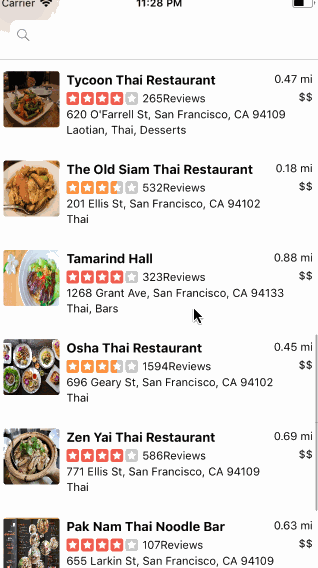 Carrier 11:28 PM
Tycoon Thai Restaurant 0.47 mi
265Reviews $$
620 O'Farrell St, San Francisco, CA 94109
Laotian, Thai, Desserts
The Old Siam Thai Restaurant 0.18 mi
532Reviews $$
201 Ellis St, San Francisco, CA 94102
Thai
Tamarind Hall 0.88 mi
323Reviews $$
1268 Grant Ave, San Francisco, CA 94133
Thai, Bars
Osha Thai Restaurant 0.45 mi
1594Reviews $$
696 Geary St, San Francisco, CA 94102
Thai
Zen Yai Thai Restaurant 0.69 mi
586Reviews $$
771 Ellis St, San Francisco, CA 94109
Thai
Pak Nam Thai Noodle Bar 0.63 mi
107Reviews $$
655 Larkin St, San Francisco, CA 94109